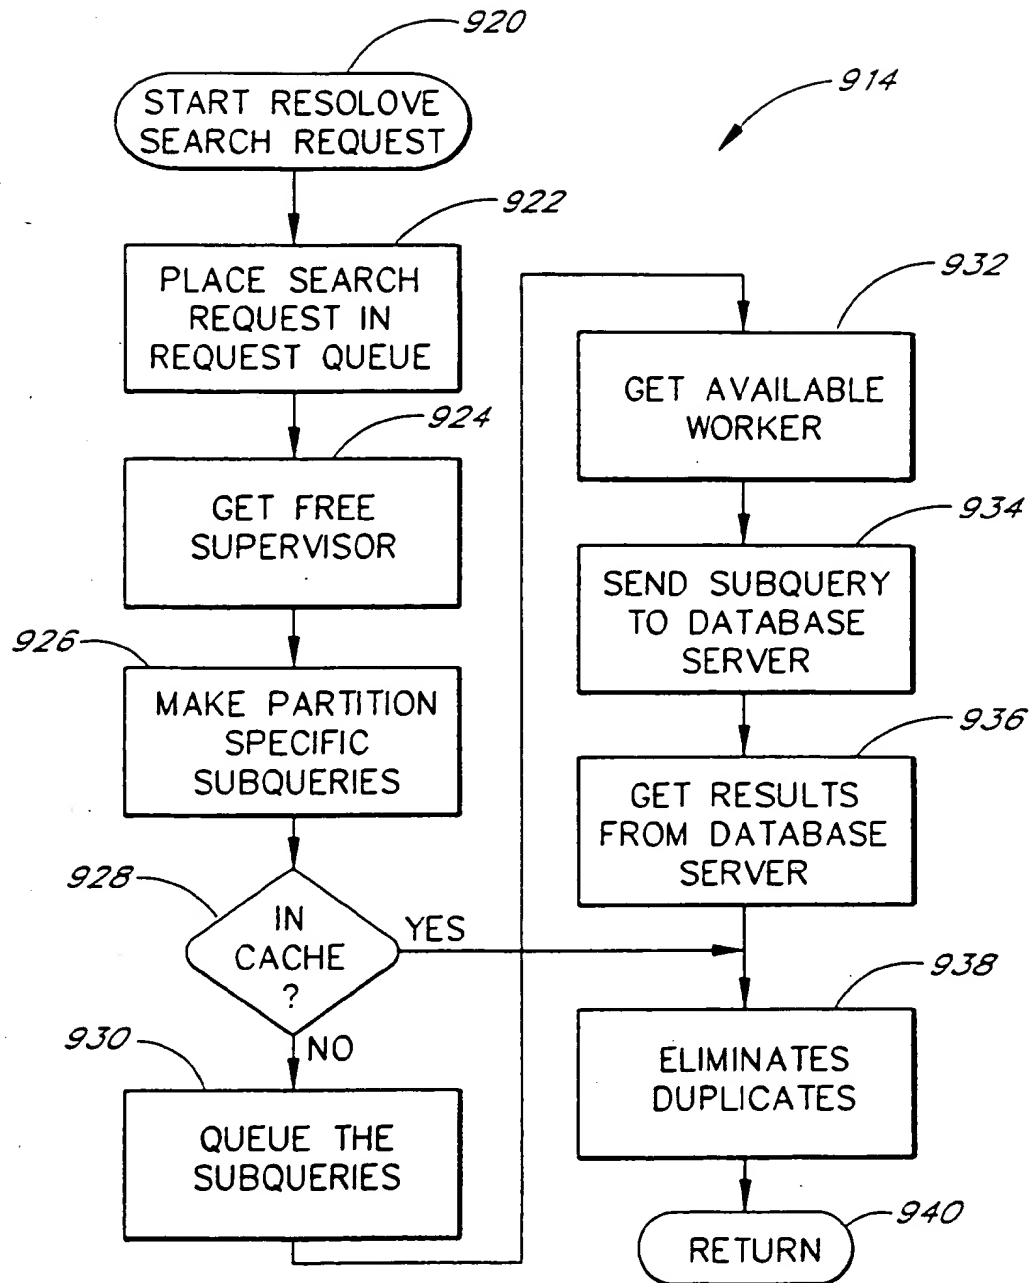 920
START RESOLOVE
SEARCH REQUEST
914
922
PLACE SEARCH
REQUEST IN
REQUEST QUEUE
924
GET FREE
SUPERVISOR
926
MAKE PARTITION
SPECIFIC
SUBQUERIES
928
IN
CACHE
?
YES
NO
930
QUEUE THE
SUBQUERIES
932
GET AVAILABLE
WORKER
934
SEND SUBQUERY
TO DATABASE
SERVER
936
GET RESULTS
FROM DATABASE
SERVER
938
ELIMINATES
DUPLICATES
940
RETURN